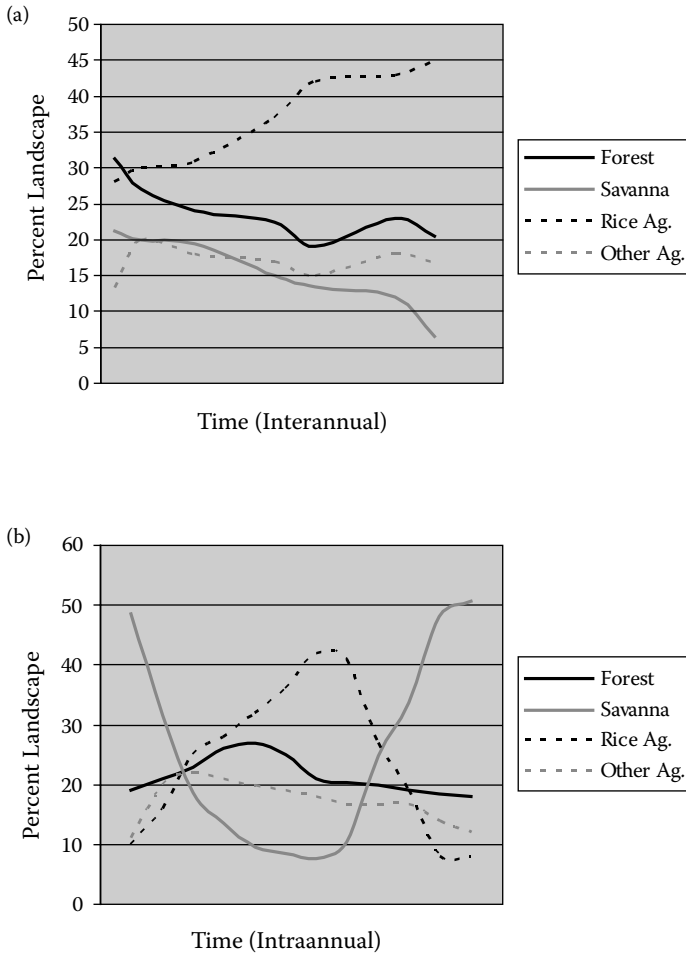 (a)
50
45
40
35
30
25
20
15
10
5
0
Percent Landscape
Time (Interannual)
Forest
Savanna
Rice Ag.
Other Ag.
(b)
60
50
40
30
20
10
0
Percent Landscape
Time (Intraannual)
Forest
Savanna
Rice Ag.
Other Ag.